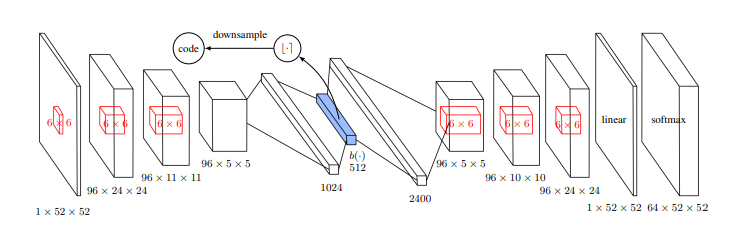 downsample
code
⌊·⌉
6 × 6
6 × 6
6 × 6
6 × 6
6 × 6
6 × 6
linear
softmax
b(·)
512
96 × 5 × 5
96 × 5 × 5
96 × 11 × 11
96 × 10 × 10
1024
96 × 24 × 24
96 × 24 × 24
2400
1 × 52 × 52
1 × 52 × 52
64 × 52 × 52